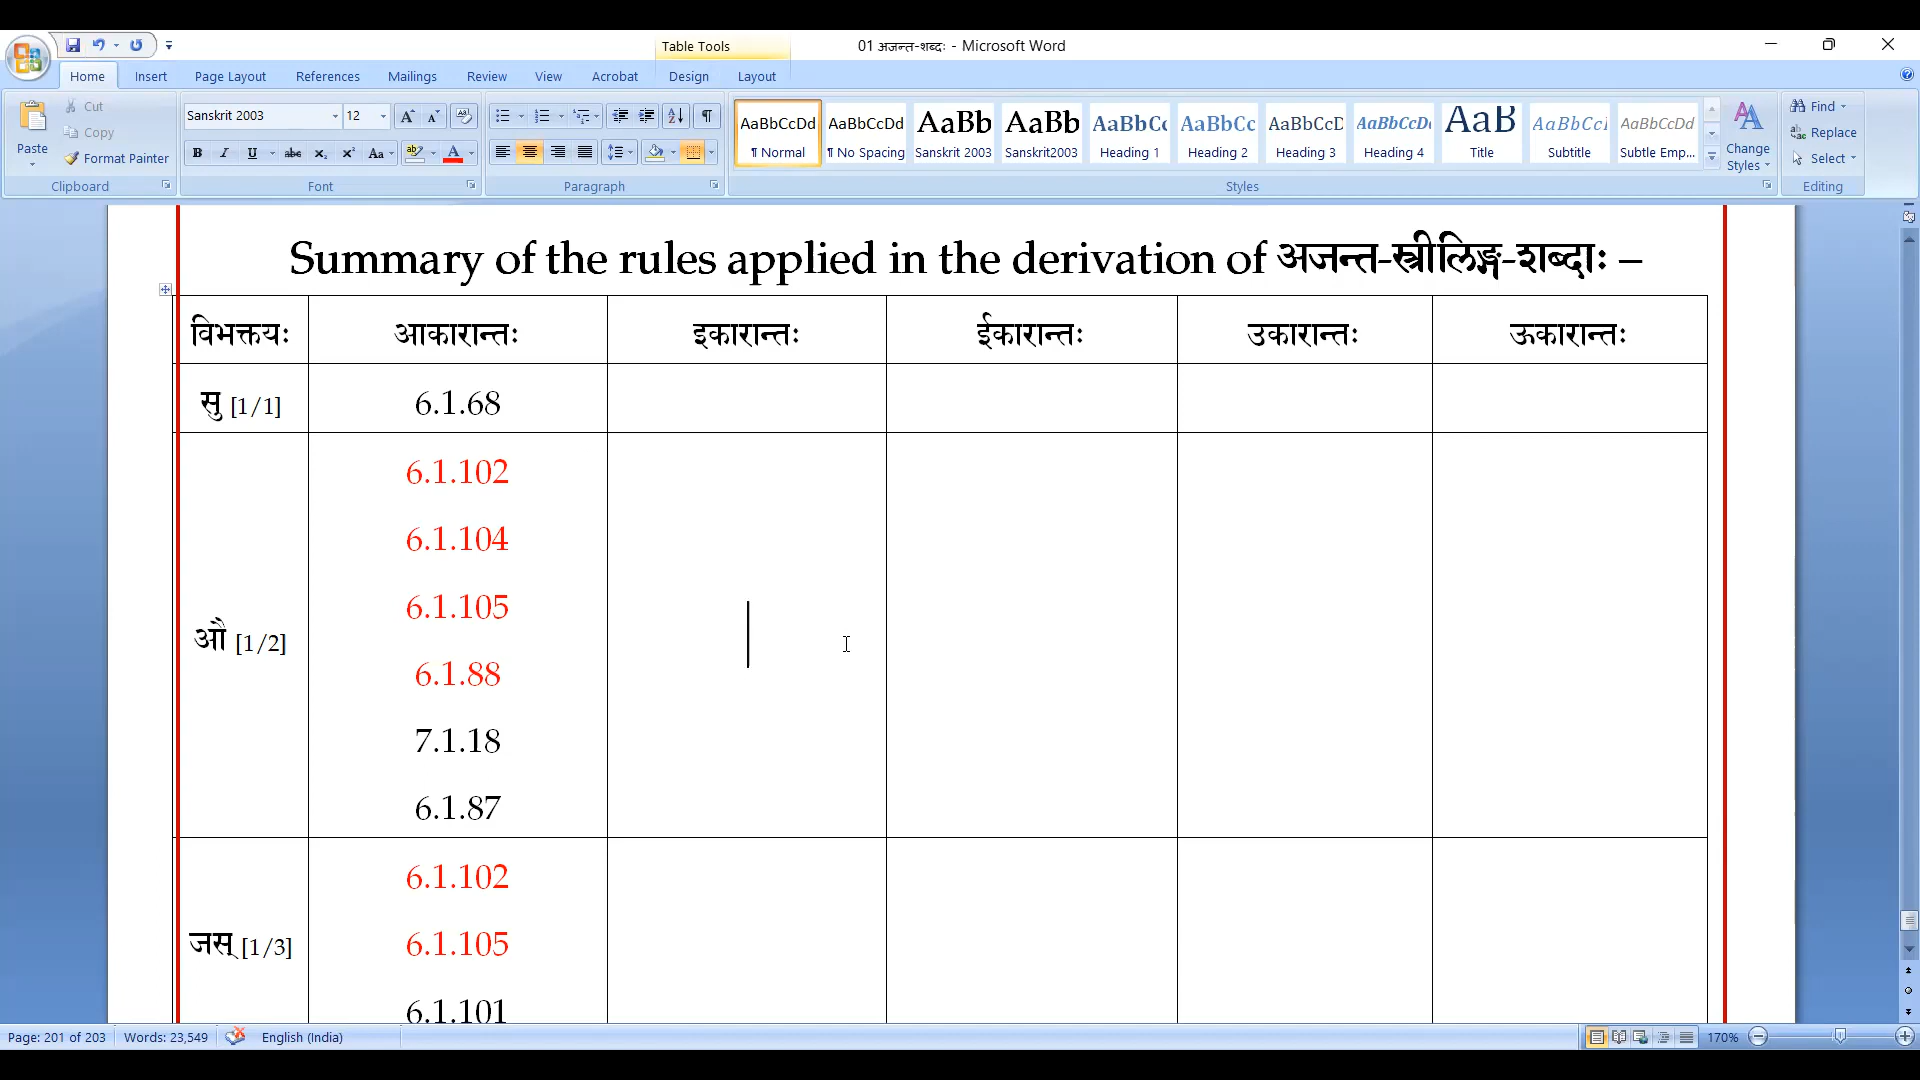 Table Tools
01 अजन्त-शब्दः - Microsoft Word
Home Insert Page Layout References Mailings Review View Acrobat Design Layout
Paste
Cut
Copy
Format Painter
Clipboard
Sanskrit 2003 12
Font
Paragraph
AaBbCcDd AaBbCcDd AaBb AaBb AaBbCc AaBbCc AaBbCcD AaBbCcDd AaB AaBbCcI AaBbCcDd
¶ Normal ¶ No Spacing Sanskrit 2003 Sanskrit2003 Heading 1 Heading 2 Heading 3 Heading 4 Title Subtitle Subtle Emp...
Styles
Change Styles
Find
Replace
Select
Editing
Summary of the rules applied in the derivation of अजन्त-स्त्रीलिङ्ग-शब्दाः –
विभक्तयः आकारान्तः इकारान्तः ईकारान्तः उकारान्तः ऊकारान्तः
सु [1/1] 6.1.68
औ [1/2]
6.1.102
6.1.104
6.1.105
6.1.88
7.1.18
6.1.87
जस् [1/3]
6.1.102
6.1.105
6.1.101
Page: 201 of 203 Words: 23,549 English (India) 170%